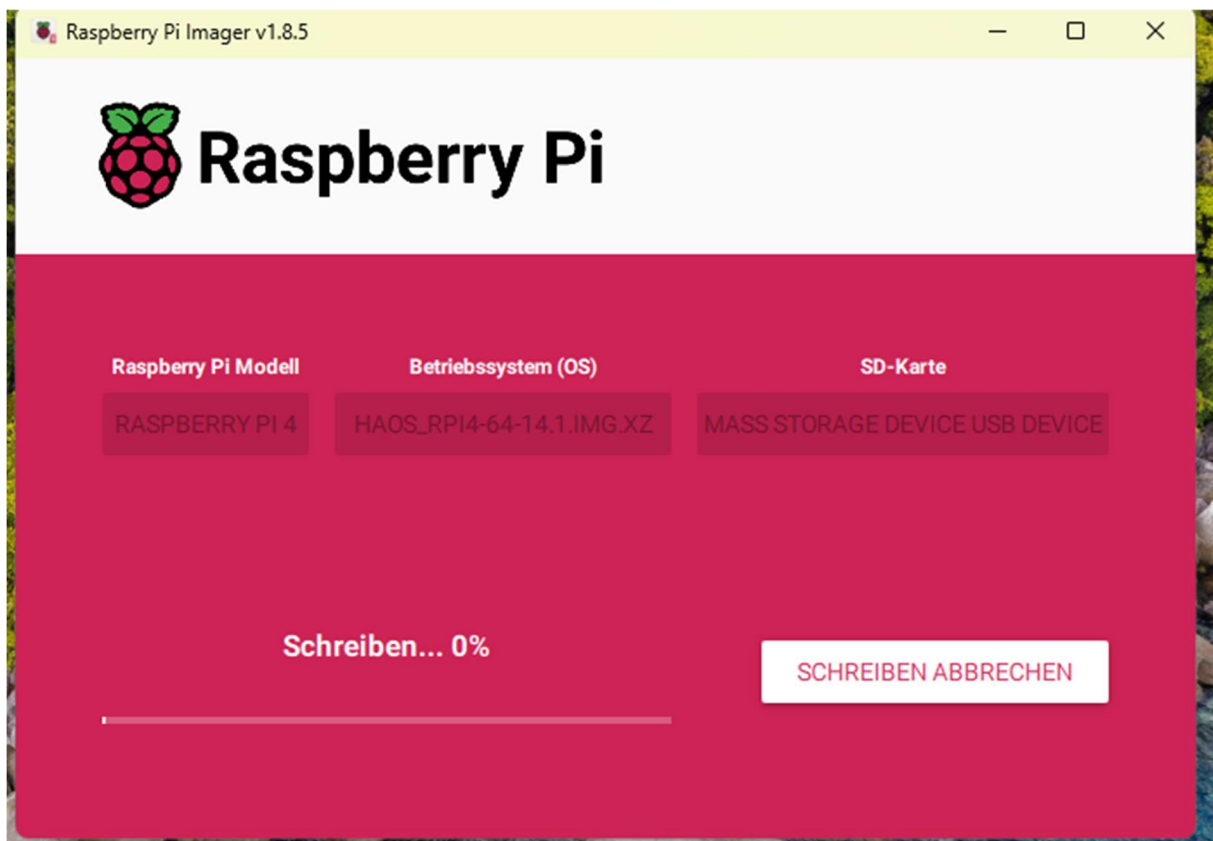 Raspberry Pi Imager v1.8.5
Raspberry Pi
Raspberry Pi Modell
Betriebssystem (OS)
SD-Karte
RASPBERRY PI 4
HAOS_RPI4-64-14.1.IMG.XZ
MASS STORAGE DEVICE USB DEVICE
Schreiben... 0%
SCHREIBEN ABBRECHEN